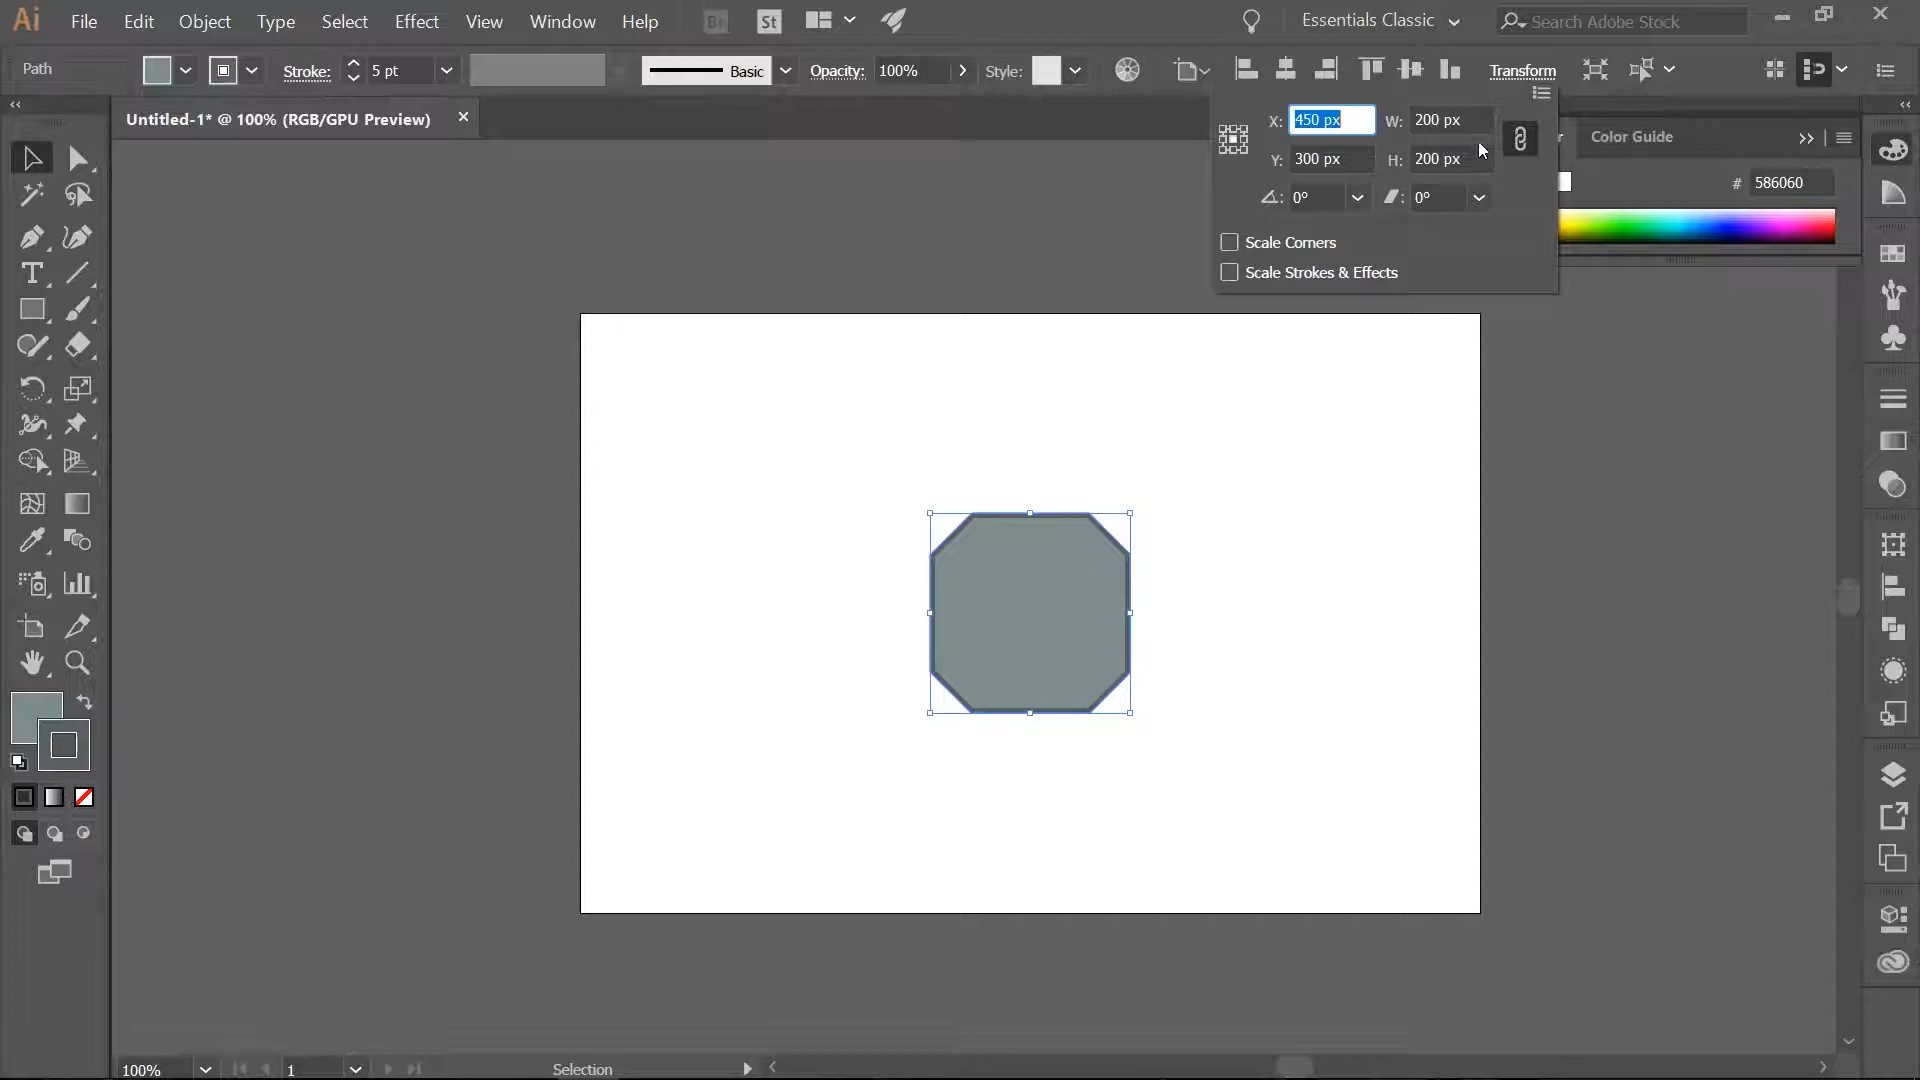 Ai File Edit Object Type Select Effect View Window Help Br St Essentials Classic Search Adobe Stock
Path Stroke: 5 pt Basic Opacity: 100% Style: Transform
Untitled-1* @ 100% (RGB/GPU Preview)
X: 450 px W: 200 px
Y: 300 px H: 200 px
0° 0°
Scale Corners
Scale Strokes & Effects
Color Guide
# 586060
100% 1 Selection